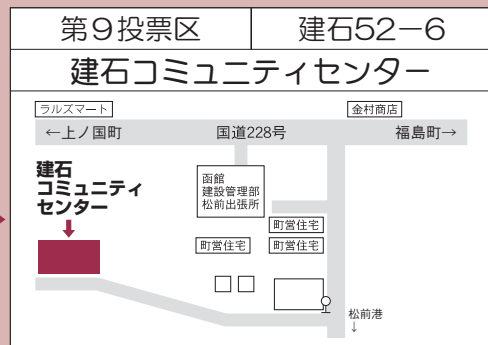 第9投票区
建石52－6
建石コミュニティセンター
ラルズマート
金村商店
←上ノ国町
国道228号
福島町→
建石
コミュニティ
センター
函館
建設管理部
松前出張所
町営住宅
町営住宅
町営住宅
松前港
↓